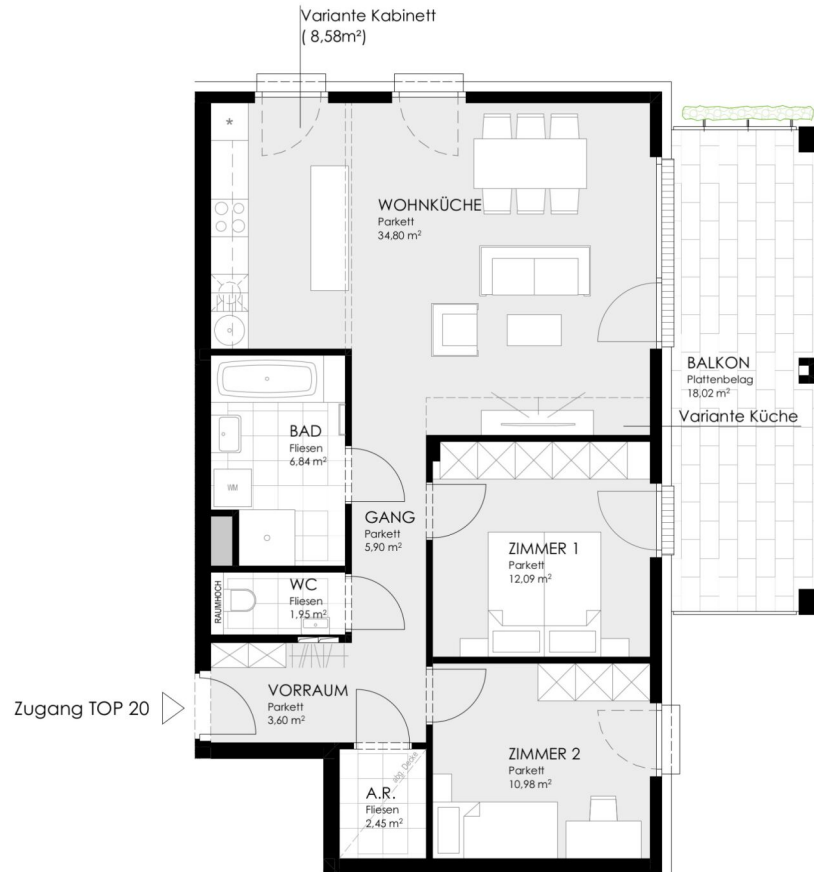 Variante Kabinett
( 8,58m²)
*
WOHNKÜCHE
Parkett
34,80 m²
BALKON
Plattenbelag
18,02 m²
Variante Küche
BAD
Fliesen
6,84 m²
WM
GANG
Parkett
5,90 m²
ZIMMER 1
Parkett
12,09 m²
RAUMHOCH
WC
Fliesen
1,95 m²
Zugang TOP 20
VORRAUM
Parkett
3,60 m²
ZIMMER 2
Parkett
10,98 m²
abg. Decke
A.R.
Fliesen
2,45 m²